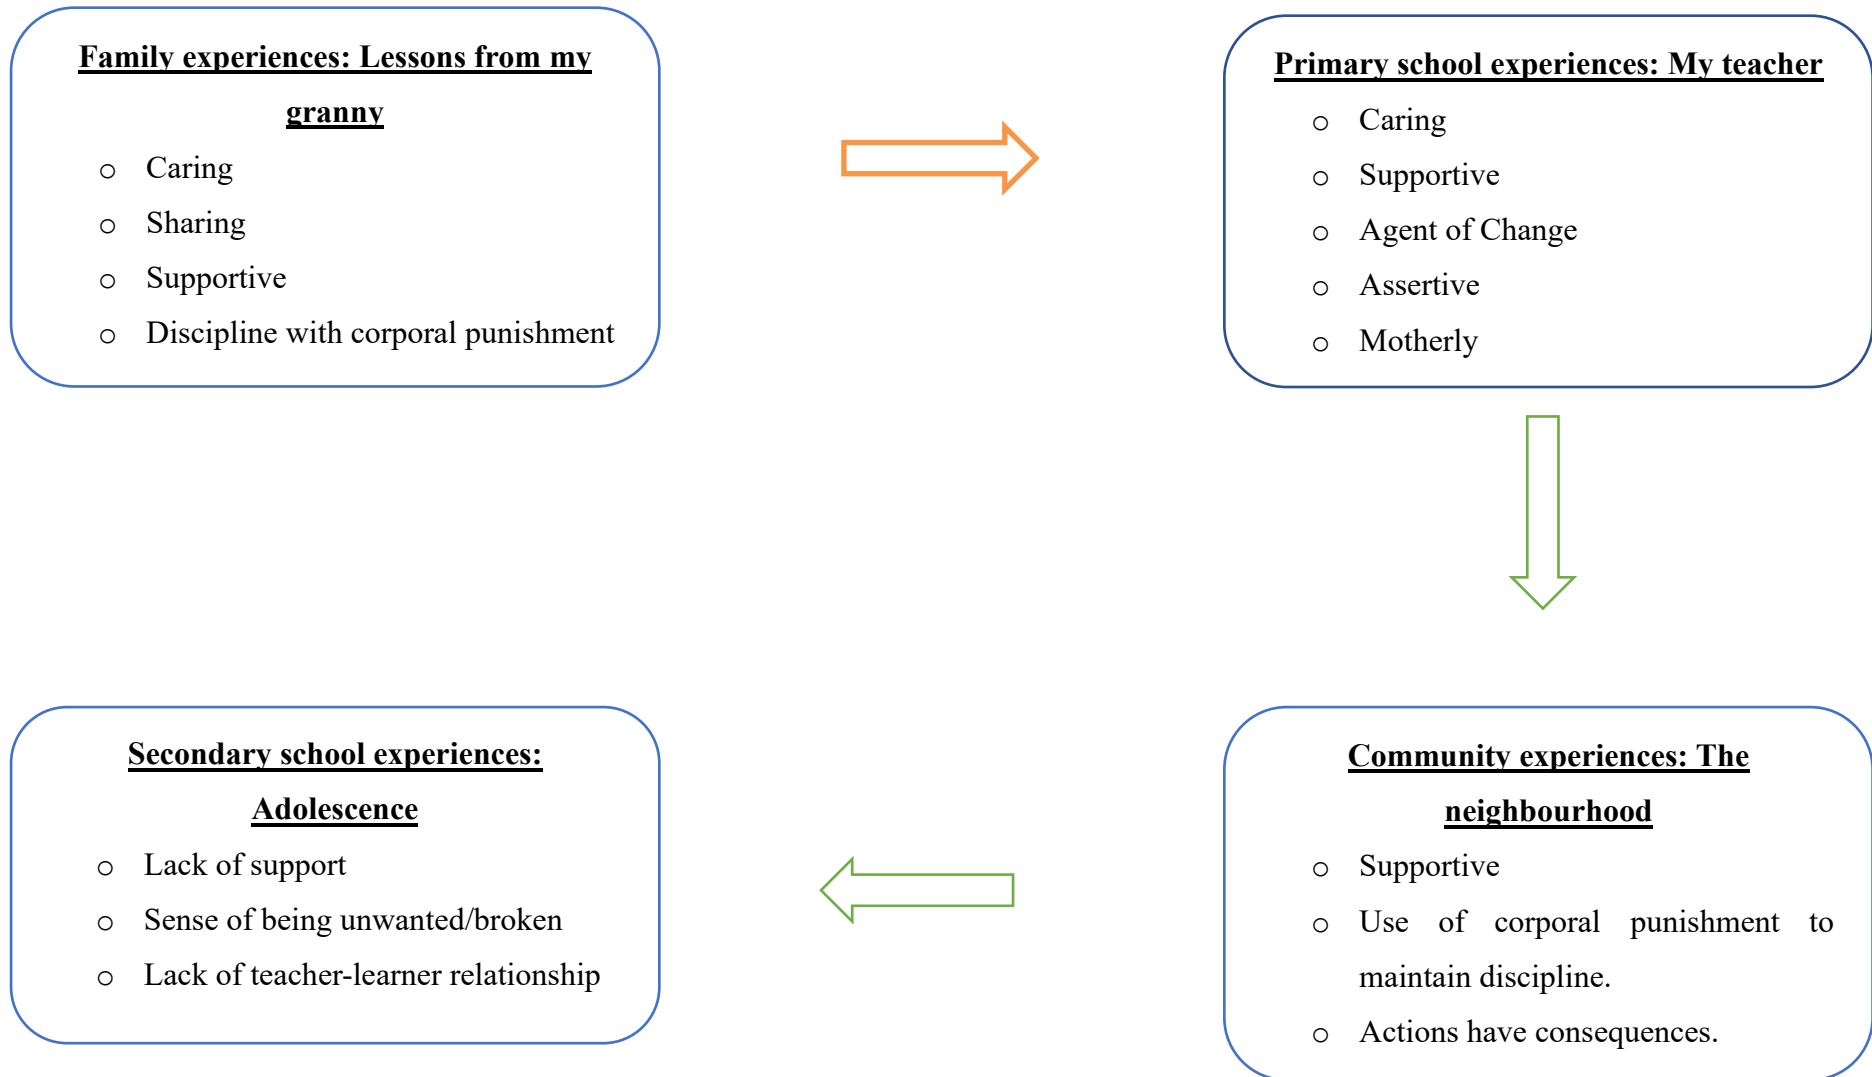 Family experiences: Lessons from my
granny
o Caring
o Sharing
o Supportive
o Discipline with corporal punishment
Primary school experiences: My teacher
o Caring
o Supportive
o Agent of Change
o Assertive
o Motherly
Community experiences: The
neighbourhood
o Supportive
o Use of corporal punishment to
maintain discipline.
o Actions have consequences.
Secondary school experiences:
Adolescence
o Lack of support
o Sense of being unwanted/broken
o Lack of teacher-learner relationship